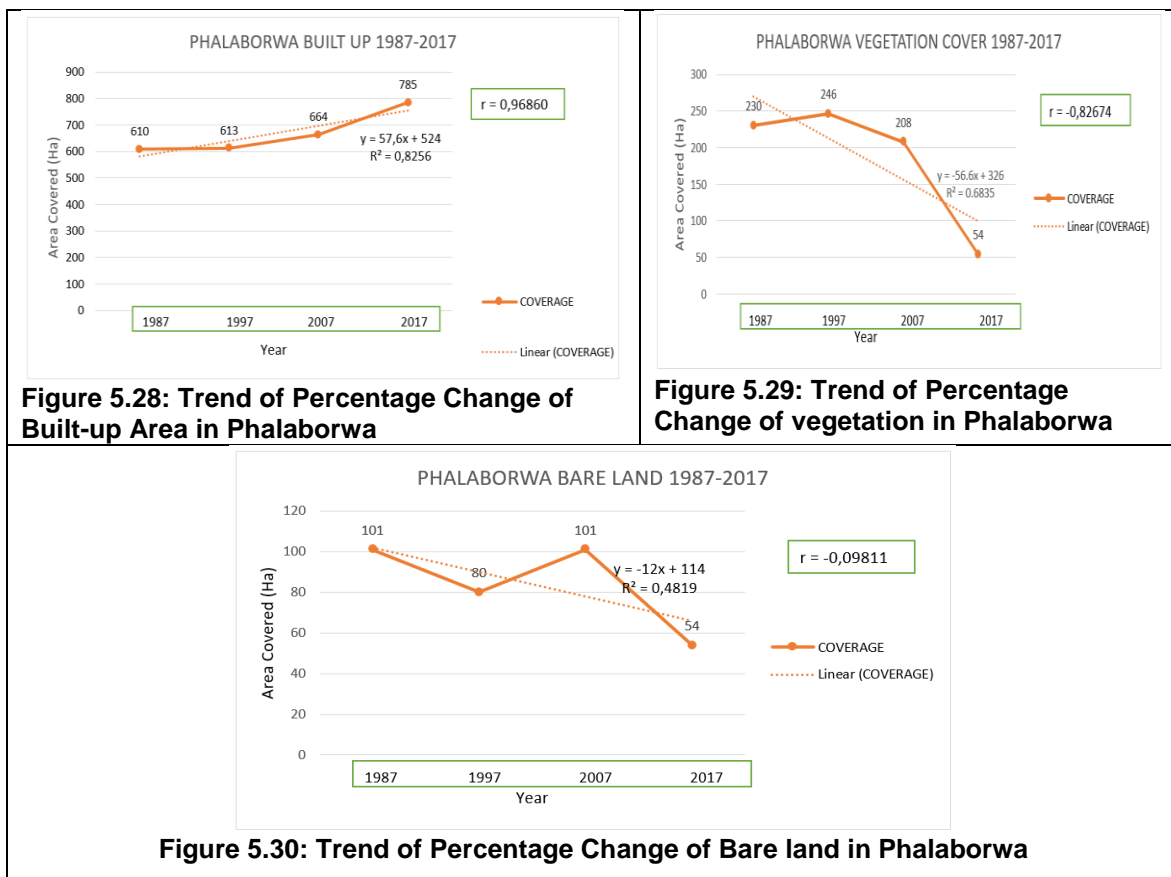 PHALABORWA BUILT UP 1987-2017
900
800
700
600
500
400
300
200
100
0
Area Covered (Ha)
610
613
664
785
r = 0,96860
y = 57,6x + 524
R² = 0,8256
COVERAGE
Linear (COVERAGE)
1987 1997 2007 2017
Year
Figure 5.28: Trend of Percentage Change of
Built-up Area in Phalaborwa
PHALABORWA VEGETATION COVER 1987-2017
300
250
200
150
100
50
0
Area Covered (Ha)
230
246
208
54
r = -0,82674
y = -56.6x + 326
R² = 0.6835
COVERAGE
Linear (COVERAGE)
1987 1997 2007 2017
Year
Figure 5.29: Trend of Percentage
Change of vegetation in Phalaborwa
PHALABORWA BARE LAND 1987-2017
120
100
80
60
40
20
0
Area Covered (Ha)
101
80
101
54
r = -0,09811
y = -12x + 114
R² = 0,4819
COVERAGE
Linear (COVERAGE)
1987 1997 2007 2017
Year
Figure 5.30: Trend of Percentage Change of Bare land in Phalaborwa